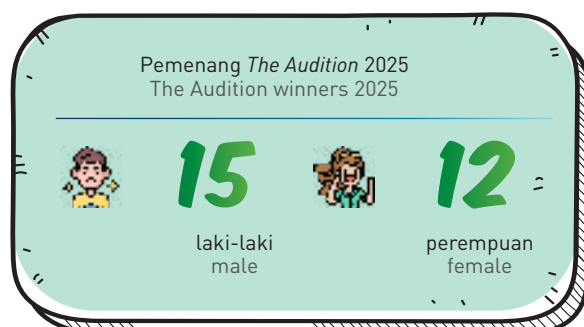 Pemenang The Audition 2025
The Audition winners 2025
15
laki-laki
male
12
perempuan
female